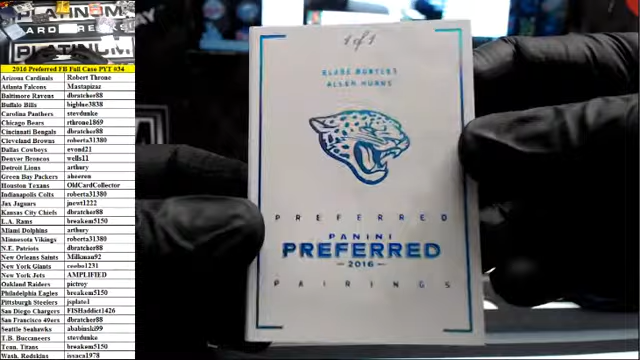 PLATINUM
PLATINUM
2016 Preferred FB Full Case PYT #34
Arizona Cardinals Robert Throne
Atlanta Falcons Mastapizaz
Baltimore Ravens dbratcher88
Buffalo Bills bigblue3838
Carolina Panthers stevdunke
Chicago Bears rthrone1869
Cincinnati Bengals dbratcher88
Cleveland Browns roberta31380
Dallas Cowboys evond21
Denver Broncos wells11
Detroit Lions arthury
Green Bay Packers
Houston Texans OldCardCollector
Indianapolis Colts roberta31380
Jax Jaguars jnewt1222
Kansas City Chiefs dbratcher88
L.A. Rams breakem5150
Miami Dolphins arthury
Minnesota Vikings roberta31380
N.E. Patriots dbratcher88
New Orleans Saints Milkman92
New York Giants
New York Jets AMPLIFIED
Oakland Raiders pictroy
Philadelphia Eagles breakem5150
Pittsburgh Steelers jsplate1
San Diego Chargers FISHaddict1426
San Francisco 49ers dbratcher88
Seattle Seahawks ababinki99
T.B. Buccaneers stevdunke
Tenn. Titans breakem5150
Wash. Redskins issaca1978
1 of 1
BLAKE BORTLES
ALLEN HURNS
PREFERRED
PANINI
PREFERRED
2016
PAIRINGS